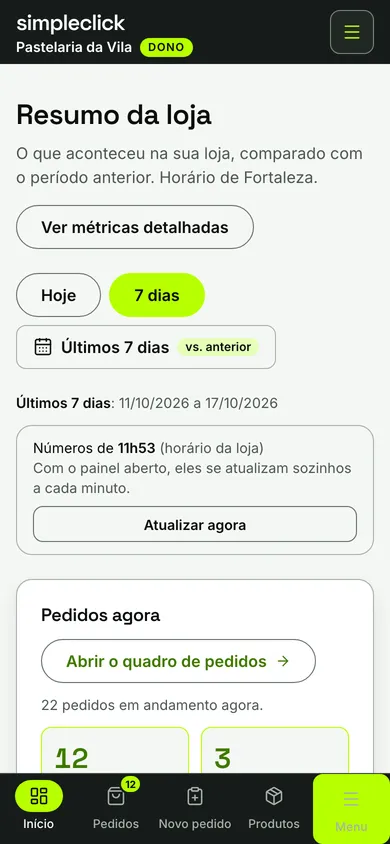 simpleclick
Pastelaria da Vila DONO
Resumo da loja
O que aconteceu na sua loja, comparado com
o período anterior. Horário de Fortaleza.
Ver métricas detalhadas
Hoje
7 dias
Últimos 7 dias vs. anterior
Últimos 7 dias: 11/10/2026 a 17/10/2026
Números de 11h53 (horário da loja)
Com o painel aberto, eles se atualizam sozinhos
a cada minuto.
Atualizar agora
Pedidos agora
Abrir o quadro de pedidos →
22 pedidos em andamento agora.
12 3
12
Início Pedidos Novo pedido Produtos Menu